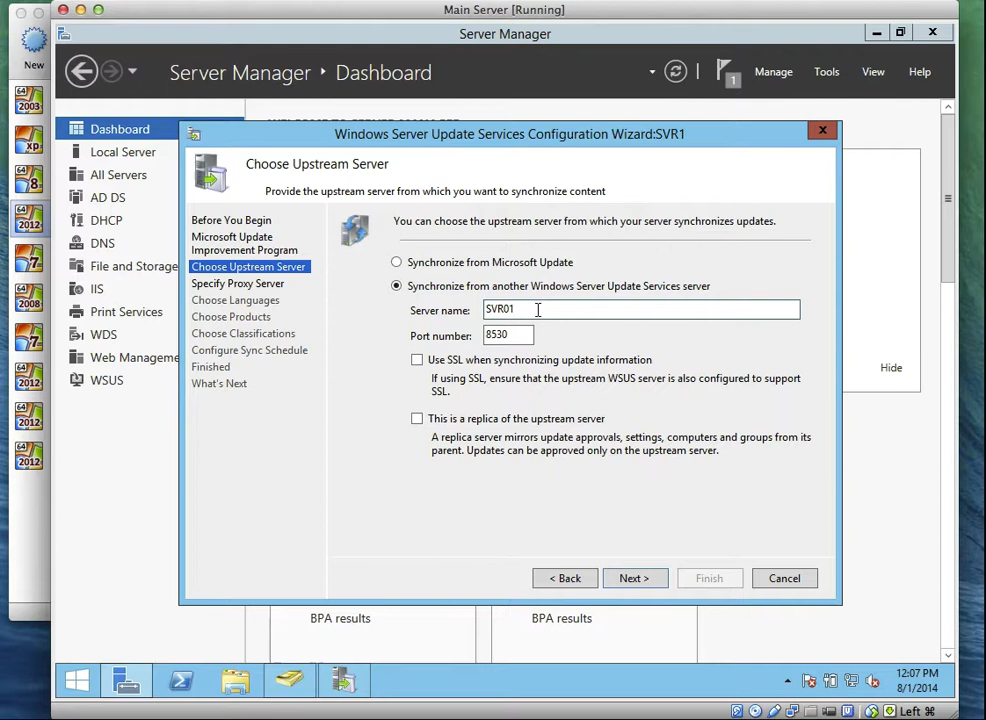 Main Server [Running]
Server Manager
New
Server Manager ‣ Dashboard
1
Manage
Tools
View
Help
64
2003
xp
64
8
64
2012
7
64
2008
7
64
2012
64
2012
64
2012
Dashboard
Local Server
All Servers
AD DS
DHCP
DNS
File and Storage
IIS
Print Services
WDS
Web Manageme
WSUS
Hide
Windows Server Update Services Configuration Wizard:SVR1
Choose Upstream Server
Provide the upstream server from which you want to synchronize content
Before You Begin
Microsoft Update
Improvement Program
Choose Upstream Server
Specify Proxy Server
Choose Languages
Choose Products
Choose Classifications
Configure Sync Schedule
Finished
What's Next
You can choose the upstream server from which your server synchronizes updates.
Synchronize from Microsoft Update
Synchronize from another Windows Server Update Services server
Server name: SVR01
Port number: 8530
Use SSL when synchronizing update information
If using SSL, ensure that the upstream WSUS server is also configured to support
SSL.
This is a replica of the upstream server
A replica server mirrors update approvals, settings, computers and groups from its
parent. Updates can be approved only on the upstream server.
< Back
Next >
Finish
Cancel
BPA results
BPA results
12:07 PM
8/1/2014
Left ⌘